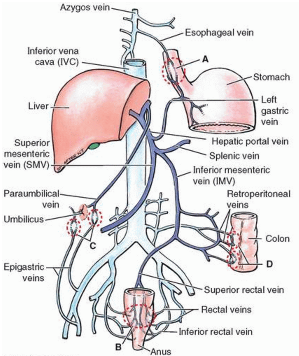 Azygos vein
Esophageal vein
Inferior vena
cava (IVC)
A
Stomach
Liver
Left
gastric
vein
Hepatic portal vein
Superior
mesenteric
vein (SMV)
Splenic vein
Inferior mesenteric
vein (IMV)
Paraumbilical
vein
Retroperitoneal
veins
Umbilicus
Colon
C
D
Epigastric
veins
Superior rectal vein
Rectal veins
Inferior rectal vein
B
Anus